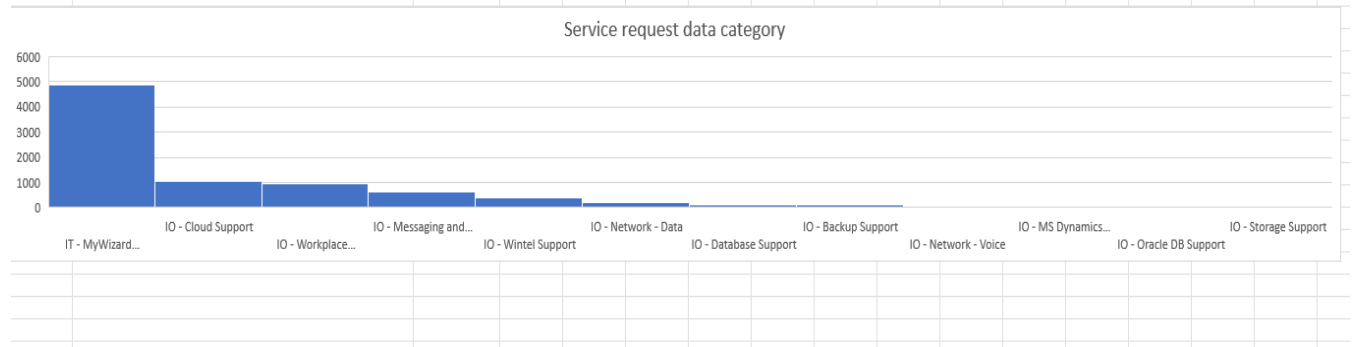 Service request data category
6000
5000
4000
3000
2000
1000
0
IO - Cloud Support IO - Messaging and... IO - Network - Data IO - Backup Support IO - MS Dynamics... IO - Storage Support
IT - MyWizard... IO - Workplace... IO - Wintel Support IO - Database Support IO - Network - Voice IO - Oracle DB Support